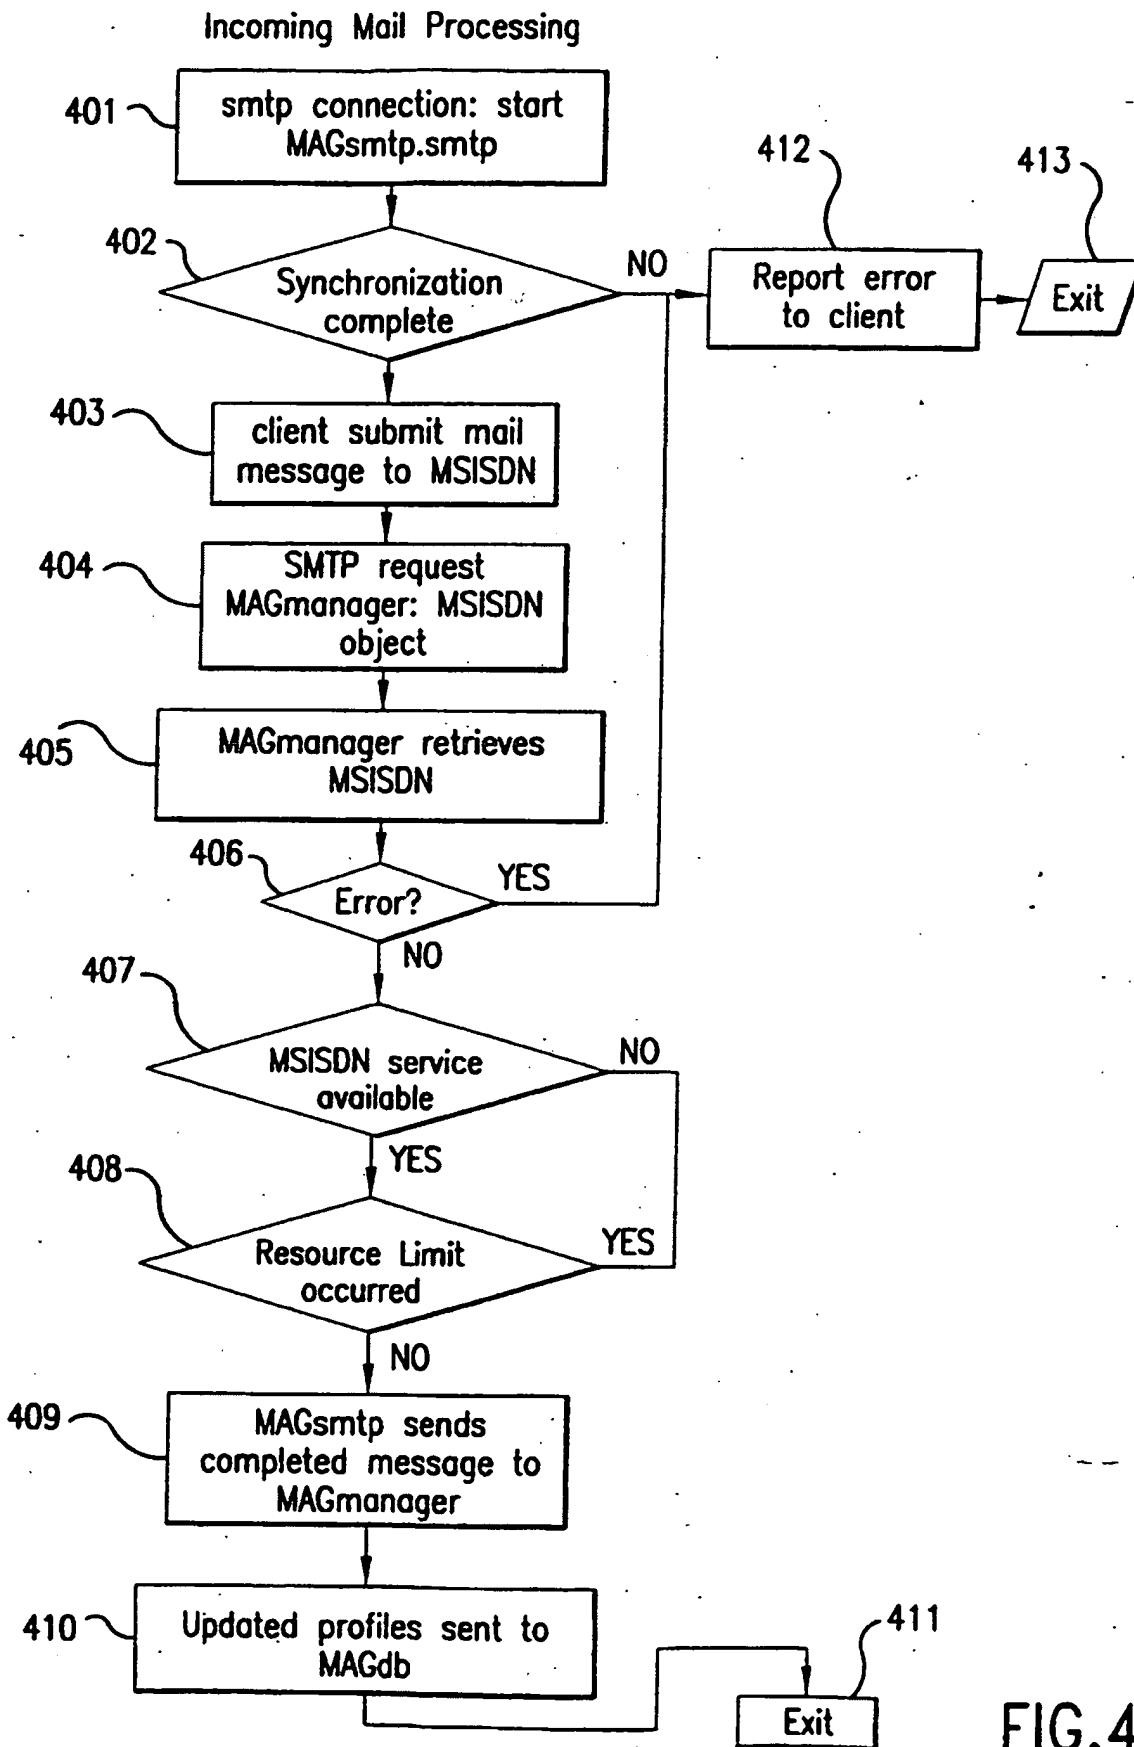 Incoming Mail Processing
401
smtp connection: start
MAGsmtp.smtp
412
413
402
Synchronization
complete
NO
Report error
to client
Exit
403
client submit mail
message to MSISDN
404
SMTP request
MAGmanager: MSISDN
object
405
MAGmanager retrieves
MSISDN
406
Error?
YES
NO
407
MSISDN service
available
NO
YES
408
Resource Limit
occurred
YES
NO
409
MAGsmtp sends
completed message to
MAGmanager
410
Updated profiles sent to
MAGdb
411
Exit
FIG.4